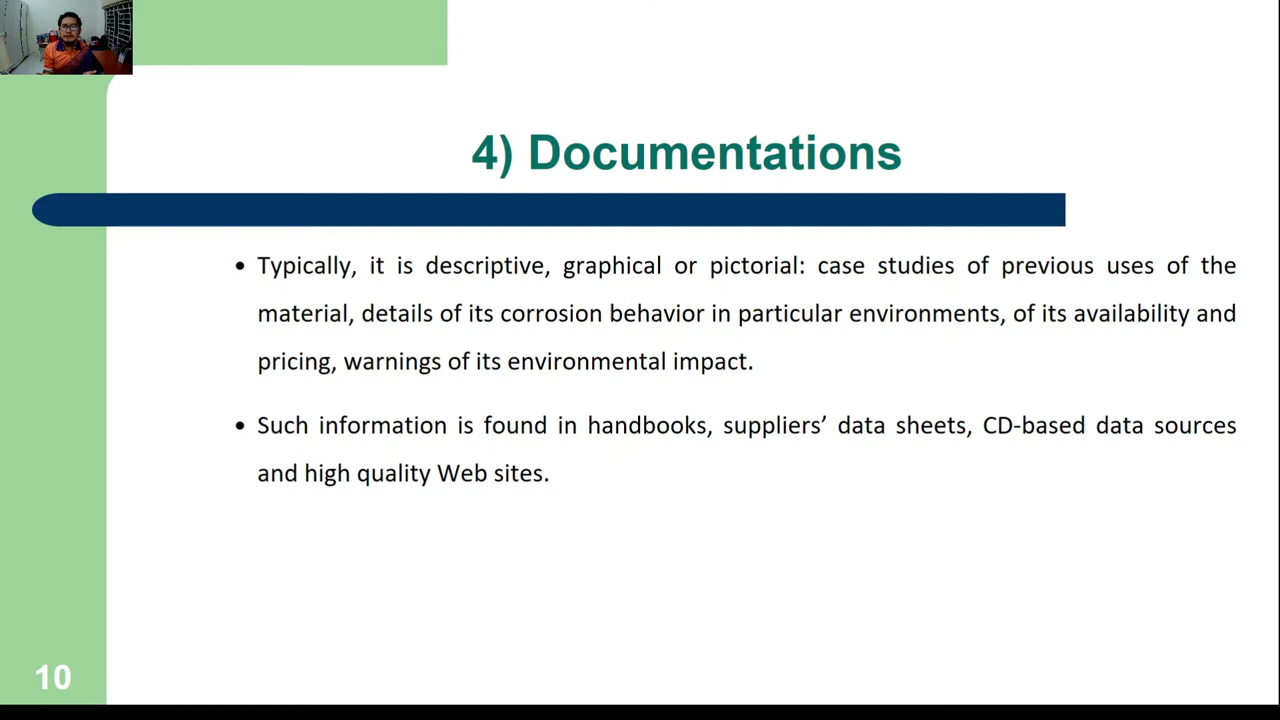 4) Documentations
• Typically, it is descriptive, graphical or pictorial: case studies of previous uses of the
material, details of its corrosion behavior in particular environments, of its availability and
pricing, warnings of its environmental impact.
• Such information is found in handbooks, suppliers’ data sheets, CD-based data sources
and high quality Web sites.
10